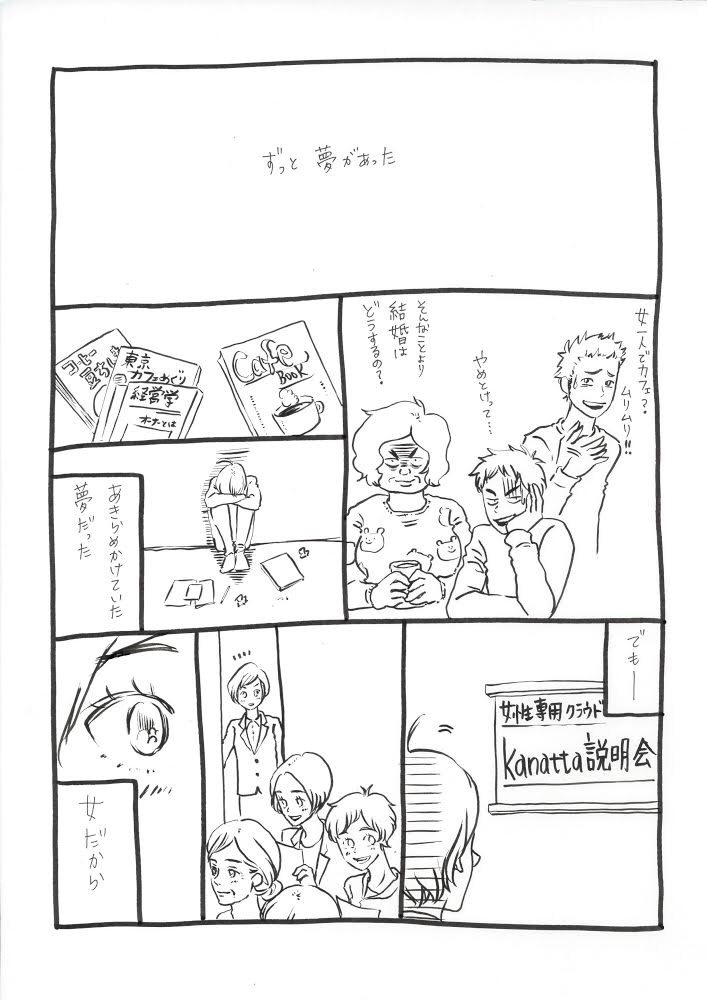 ずっと 夢があった
女一人でカフェ?
ムリムリ!!
やめとけって…
そんなことより
結婚は
どうするの?
Cafe
BOOK
コーヒー
東京
カフェめぐり
経営学
オーナーとは
あきらめかけていた
夢だった
でもー
女性専用クラウド
Kanatta説明会
女だから